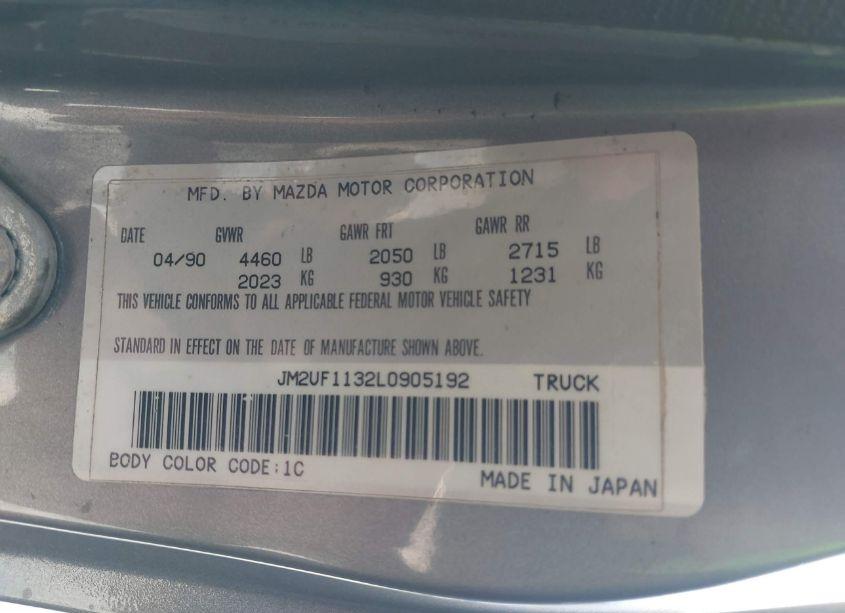 MFD. BY MAZDA MOTOR CORPORATION
DATE GVWR GAWR FRT GAWR RR
04/90 4460 LB 2050 LB 2715 LB
2023 KG 930 KG 1231 KG
THIS VEHICLE CONFORMS TO ALL APPLICABLE FEDERAL MOTOR VEHICLE SAFETY
STANDARD IN EFFECT ON THE DATE OF MANUFACTURE SHOWN ABOVE.
JM2UF1132L0905192 TRUCK
BODY COLOR CODE:1C
MADE IN JAPAN